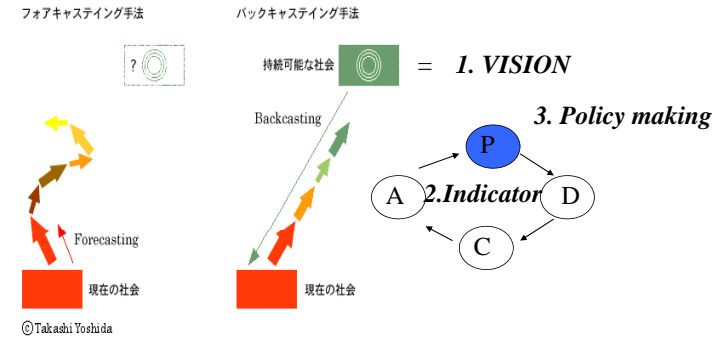 フォアキャステイング手法
バックキャステイング手法
?
持続可能な社会
= 1. VISION
Backcasting
3. Policy making
P
A
2.Indicator
D
C
Forecasting
現在の社会
現在の社会
©Takashi Yoshida